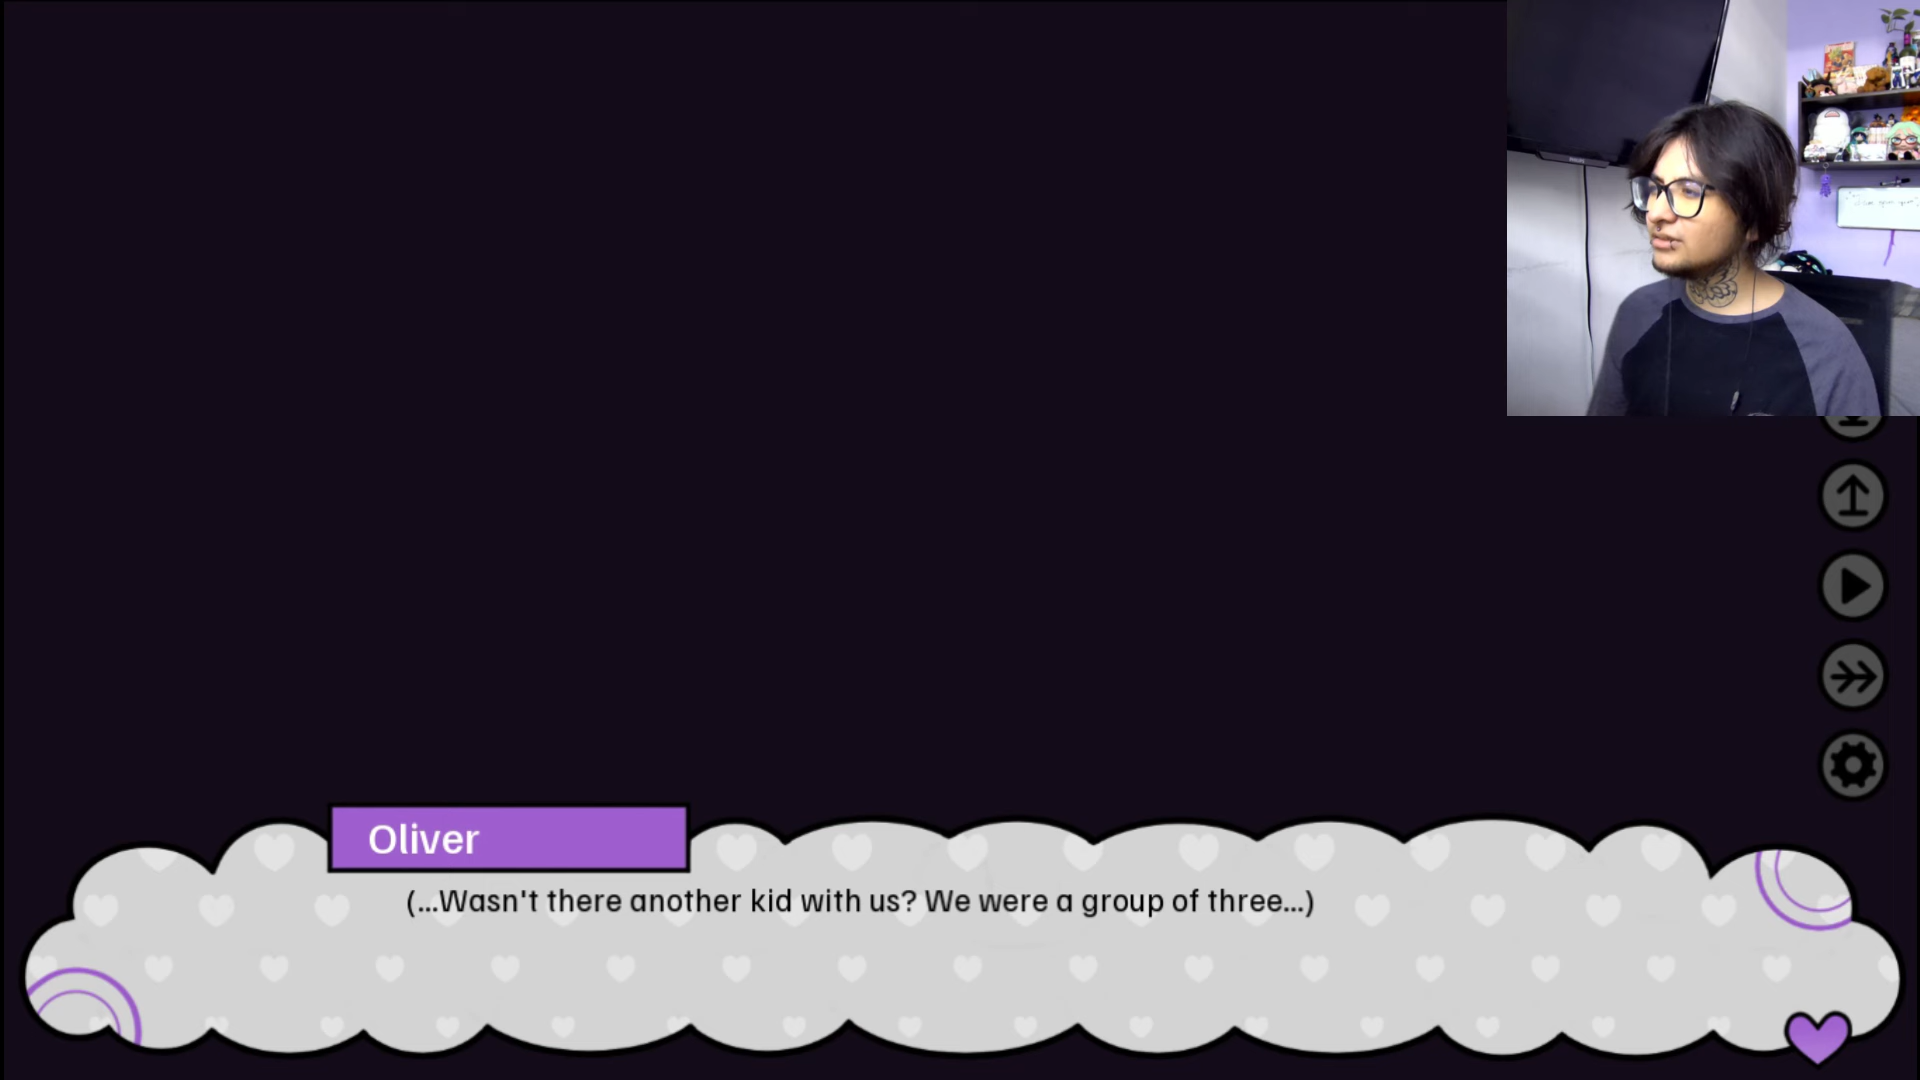 Oliver
(...Wasn't there another kid with us? We were a group of three...)